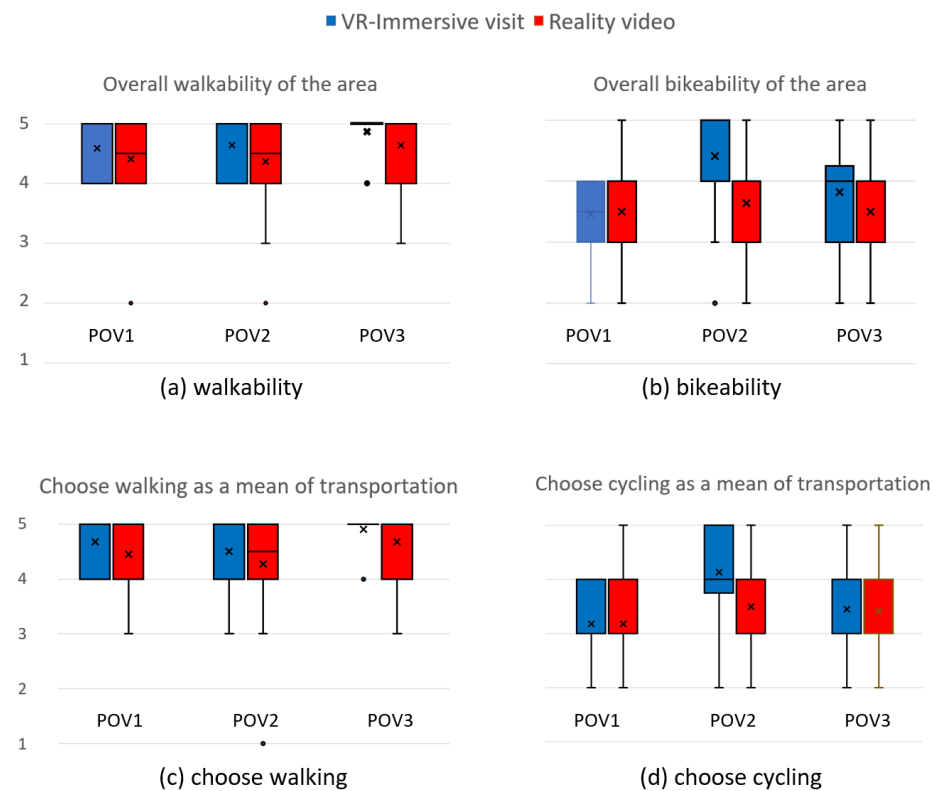 VR-Immersive visit Reality video
Overall walkability of the area
5
4
3
2
1
POV1 POV2 POV3
(a) walkability
Overall bikeability of the area
POV1 POV2 POV3
(b) bikeability
Choose walking as a mean of transportation
5
4
3
2
1
POV1 POV2 POV3
(c) choose walking
Choose cycling as a mean of transportation
POV1 POV2 POV3
(d) choose cycling